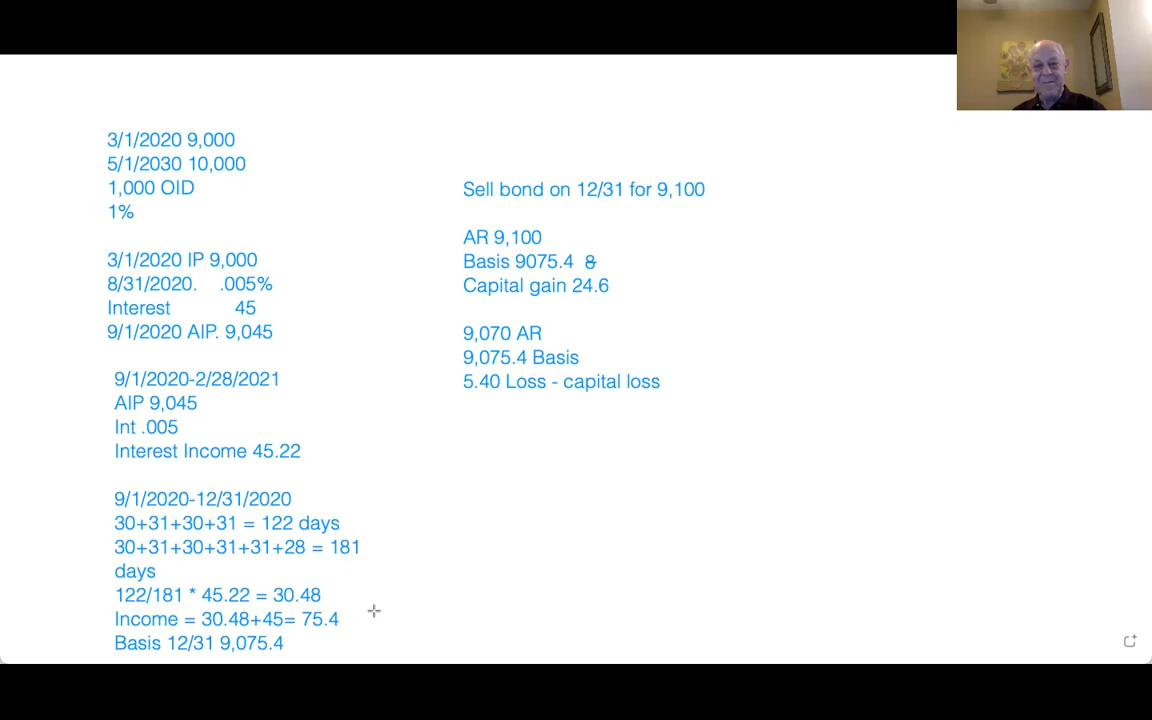 3/1/2020 9,000
5/1/2030 10,000
1,000 OID
1%
3/1/2020 IP 9,000
8/31/2020. .005%
Interest 45
9/1/2020 AIP. 9,045
9/1/2020-2/28/2021
AIP 9,045
Int .005
Interest Income 45.22
9/1/2020-12/31/2020
30+31+30+31 = 122 days
30+31+30+31+31+28 = 181
days
122/181 * 45.22 = 30.48
Income = 30.48+45= 75.4
Basis 12/31 9,075.4
Sell bond on 12/31 for 9,100
AR 9,100
Basis 9075.4 8
Capital gain 24.6
9,070 AR
9,075.4 Basis
5.40 Loss - capital loss